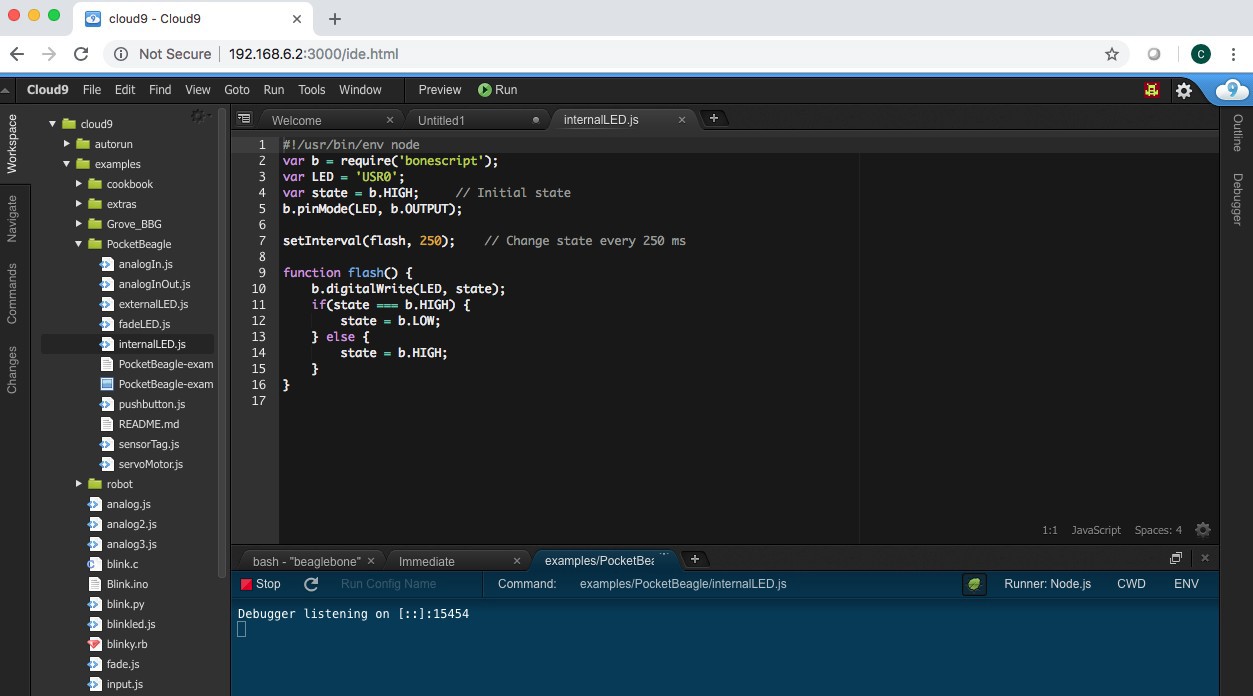 cloud9 - Cloud9
Not Secure 192.168.6.2:3000/ide.html C
Cloud9 File Edit Find View Goto Run Tools Window Preview Run 9
Workspace
Navigate
Commands
Changes
cloud9
autorun
examples
cookbook
extras
Grove_BBG
PocketBeagle
analogIn.js
analogInOut.js
externalLED.js
fadeLED.js
internalLED.js
PocketBeagle-exam
PocketBeagle-exam
pushbutton.js
README.md
sensorTag.js
servoMotor.js
robot
analog.js
analog2.js
analog3.js
blink.c
Blink.ino
blink.py
blinkled.js
blinky.rb
fade.js
input.js
Welcome Untitled1 internalLED.js
1 #!/usr/bin/env node
2 var b = require('bonescript');
3 var LED = 'USR0';
4 var state = b.HIGH; // Initial state
5 b.pinMode(LED, b.OUTPUT);
6
7 setInterval(flash, 250); // Change state every 250 ms
8
9 function flash() {
10 b.digitalWrite(LED, state);
11 if(state === b.HIGH) {
12 state = b.LOW;
13 } else {
14 state = b.HIGH;
15 }
16 }
17
1:1 JavaScript Spaces: 4
bash - "beaglebone" Immediate examples/PocketBea
Stop Run Config Name Command: examples/PocketBeagle/internalLED.js Runner: Node.js CWD ENV
Debugger listening on [::]:15454
Outline
Debugger